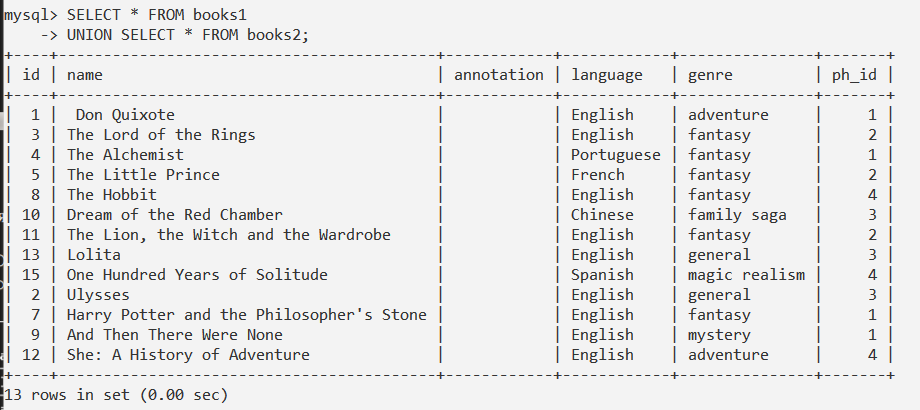 mysql> SELECT * FROM books1
    -> UNION SELECT * FROM books2;
+----+----------------------------------------+------------+------------+---------------+-------+
| id | name                                   | annotation | language   | genre         | ph_id |
+----+----------------------------------------+------------+------------+---------------+-------+
|  1 |  Don Quixote                           |            | English    | adventure     |     1 |
|  3 | The Lord of the Rings                  |            | English    | fantasy       |     2 |
|  4 | The Alchemist                          |            | Portuguese | fantasy       |     1 |
|  5 | The Little Prince                      |            | French     | fantasy       |     2 |
|  8 | The Hobbit                             |            | English    | fantasy       |     4 |
| 10 | Dream of the Red Chamber               |            | Chinese    | family saga   |     3 |
| 11 | The Lion, the Witch and the Wardrobe   |            | English    | fantasy       |     2 |
| 13 | Lolita                                 |            | English    | general       |     3 |
| 15 | One Hundred Years of Solitude          |            | Spanish    | magic realism |     4 |
|  2 | Ulysses                                |            | English    | general       |     3 |
|  7 | Harry Potter and the Philosopher's Stone |            | English    | fantasy       |     1 |
|  9 | And Then There Were None               |            | English    | mystery       |     1 |
| 12 | She: A History of Adventure            |            | English    | adventure     |     4 |
+----+----------------------------------------+------------+------------+---------------+-------+
13 rows in set (0.00 sec)